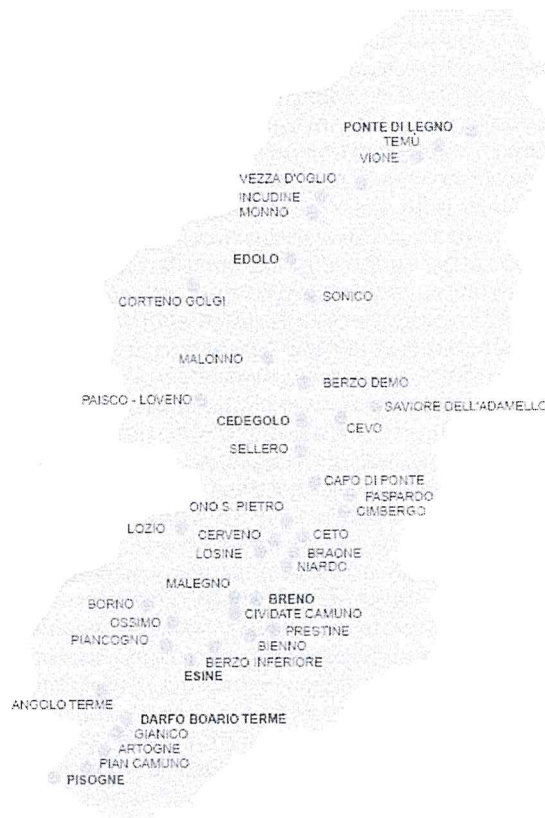 PONTE DI LEGNO
TEMÙ
VIONE
VEZZA D'OGLIO
INCUDINE
MONNO
EDOLO
CORTENO GOLGI
SONICO
MALONNO
BERZO DEMO
PAISCO - LOVENO
SAVIORE DELL'ADAMELLO
CEDEGOLO
CEVO
SELLERO
CAPO DI PONTE
PASPARDO
ONO S. PIETRO
CIMBERGO
LOZIO
CERVENO
CETO
LOSINE
BRAONE
NIARDO
MALEGNO
BORNO
BRENO
OSSIMO
CIVIDATE CAMUNO
PRESTINE
PIANCOGNO
BIENNO
BERZO INFERIORE
ESINE
ANGOLO TERME
DARFO BOARIO TERME
GIANICO
ARTOGNE
PIAN CAMUNO
PISOGNE